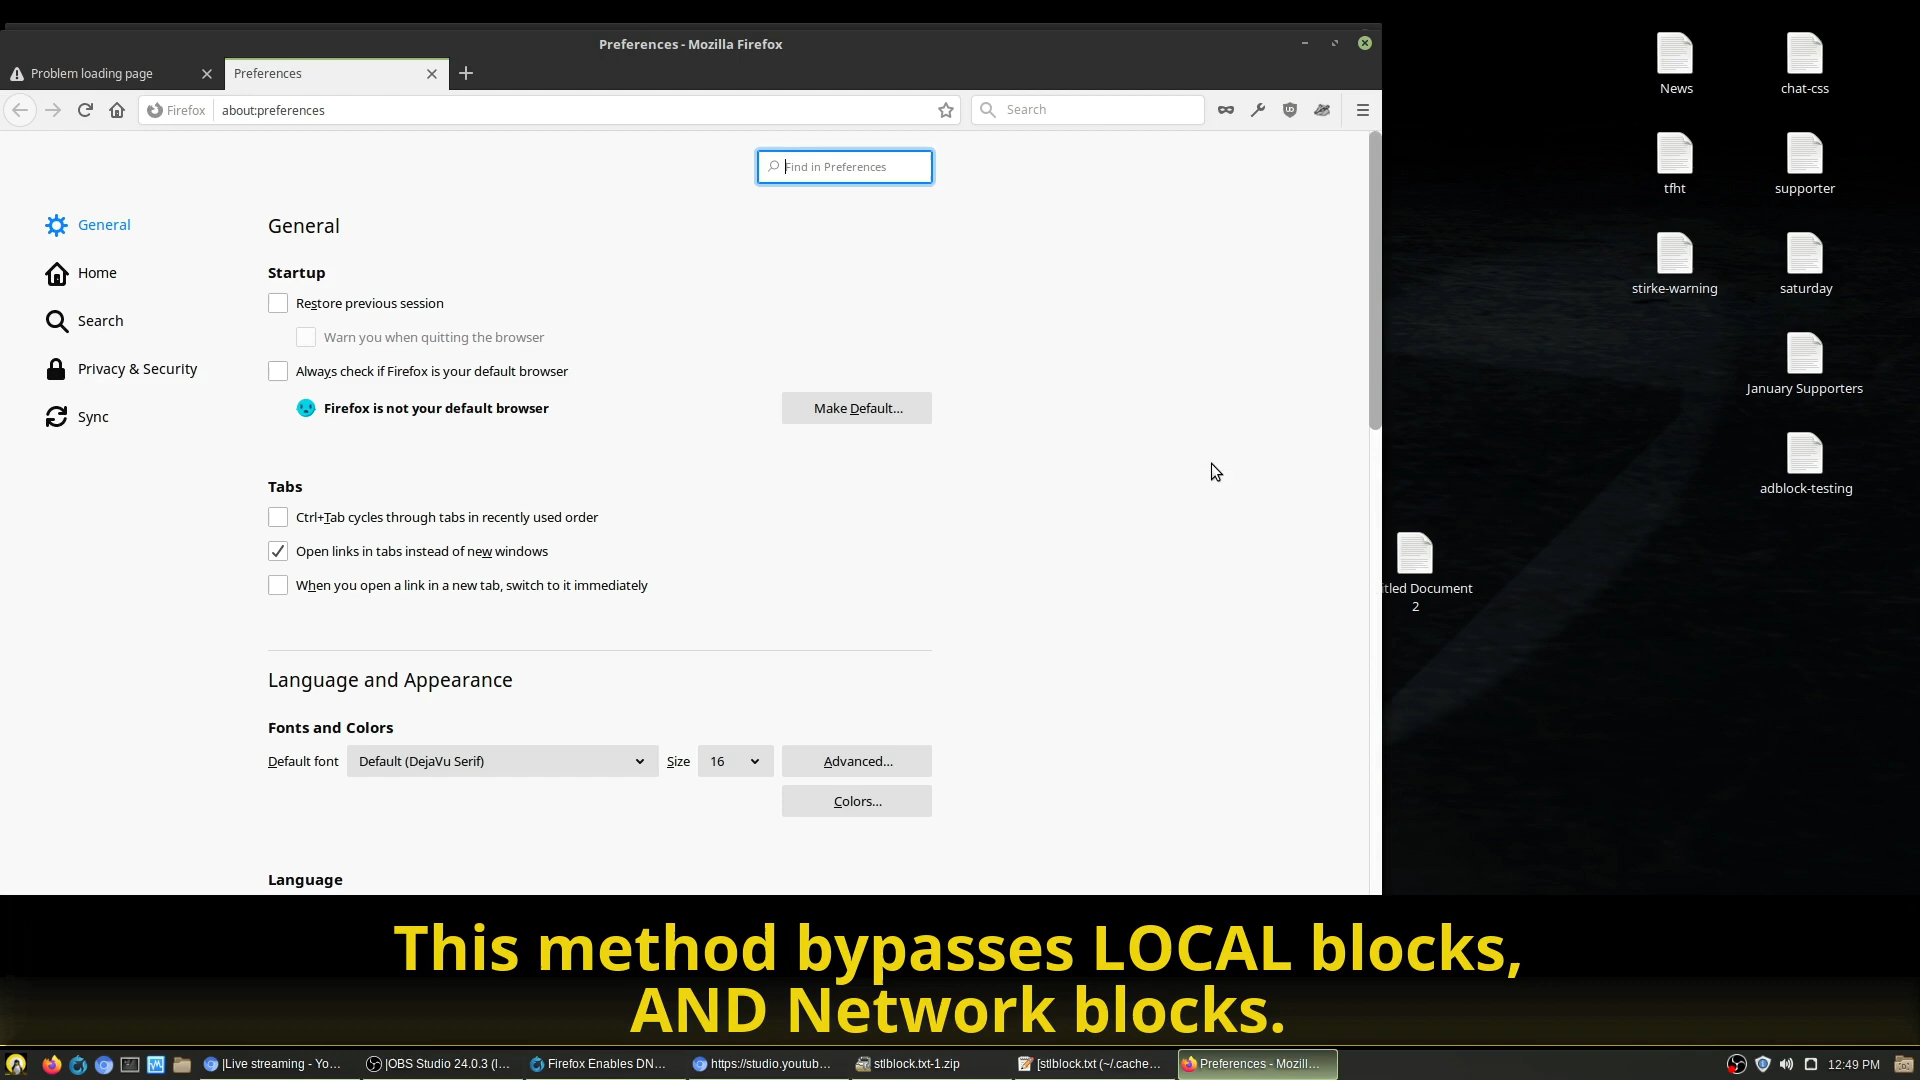 Preferences - Mozilla Firefox
Problem loading page
Preferences
Firefox
about:preferences
Search
Find in Preferences
General
Home
Search
Privacy & Security
Sync
General
Startup
Restore previous session
Warn you when quitting the browser
Always check if Firefox is your default browser
Firefox is not your default browser
Make Default...
Tabs
Ctrl+Tab cycles through tabs in recently used order
Open links in tabs instead of new windows
When you open a link in a new tab, switch to it immediately
Language and Appearance
Fonts and Colors
Default font
Default (DejaVu Serif)
Size
16
Advanced...
Colors...
Language
News
chat-css
tfht
supporter
stirke-warning
saturday
January Supporters
adblock-testing
itled Document
2
This method bypasses LOCAL blocks,
AND Network blocks.
|Live streaming - Yo...
|OBS Studio 24.0.3 (l...
Firefox Enables DN...
https://studio.youtub...
stlblock.txt-1.zip
[stlblock.txt (~/.cache...
Preferences - Mozill...
12:49 PM